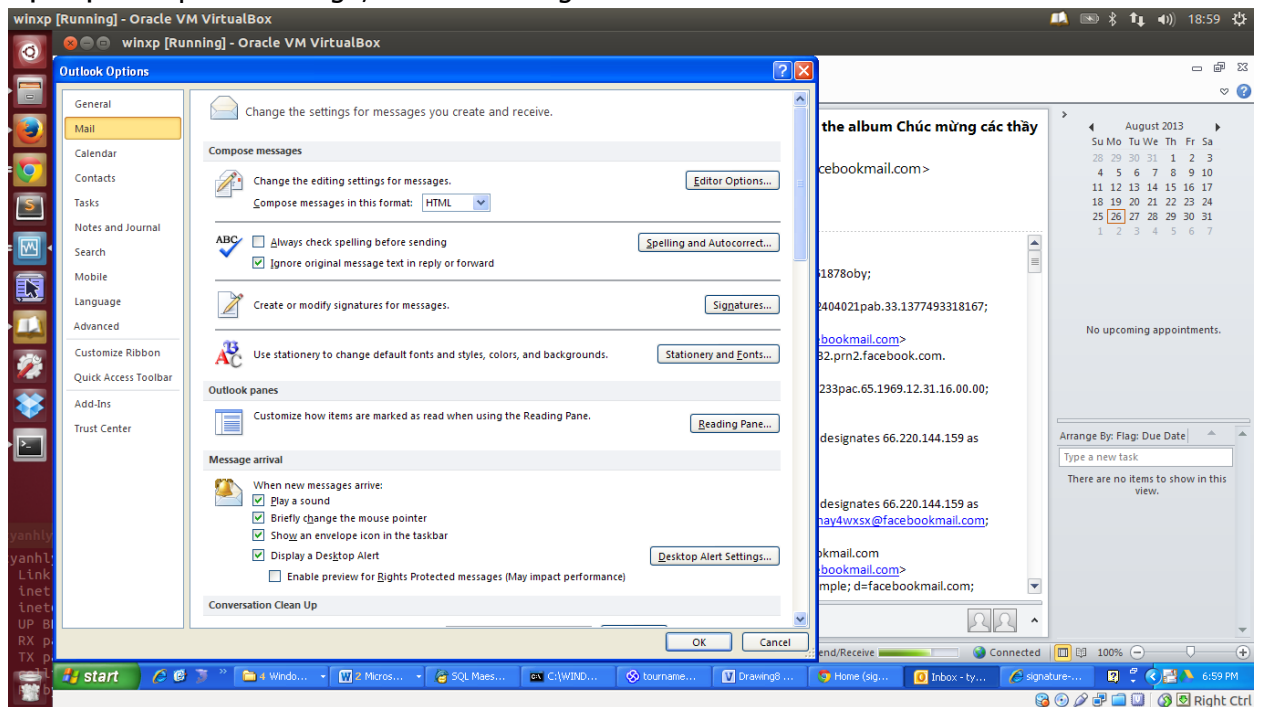 winxp [Running] - Oracle VM VirtualBox
18:59
winxp [Running] - Oracle VM VirtualBox
Outlook Options
General
Mail
Calendar
Contacts
Tasks
Notes and Journal
Search
Mobile
Language
Advanced
Customize Ribbon
Quick Access Toolbar
Add-Ins
Trust Center
Change the settings for messages you create and receive.
Compose messages
Change the editing settings for messages.
Editor Options...
Compose messages in this format: HTML
ABC
Always check spelling before sending
Spelling and Autocorrect...
Ignore original message text in reply or forward
Create or modify signatures for messages.
Signatures...
Use stationery to change default fonts and styles, colors, and backgrounds.
Stationery and Fonts...
Outlook panes
Customize how items are marked as read when using the Reading Pane.
Reading Pane...
Message arrival
When new messages arrive:
Play a sound
Briefly change the mouse pointer
Show an envelope icon in the taskbar
Display a Desktop Alert
Desktop Alert Settings...
Enable preview for Rights Protected messages (May impact performance)
Conversation Clean Up
OK
Cancel
the album Chúc mừng các thầy
cebookmail.com>
51878oby;
2404021pab.33.1377493318167;
ebookmail.com>
32.prn2.facebook.com.
233pac.65.1969.12.31.16.00.00;
designates 66.220.144.159 as
designates 66.220.144.159 as
nay4wxsx@facebookmail.com;
okmail.com
ebookmail.com>
mple; d=facebookmail.com;
August 2013
Su Mo Tu We Th Fr Sa
28 29 30 31 1 2 3
4 5 6 7 8 9 10
11 12 13 14 15 16 17
18 19 20 21 22 23 24
25 26 27 28 29 30 31
1 2 3 4 5 6 7
No upcoming appointments.
Arrange By: Flag: Due Date
Type a new task
There are no items to show in this
view.
end/Receive
Connected
100%
yanhly
yanhl
Link
inet
inet
UP B
RX p
TX p
start
4 Windo...
2 Micros...
SQL Maes...
C:\WIND...
tourname...
Drawing8 ...
Home (sig...
Inbox - ty...
signature-...
6:59 PM
Right Ctrl